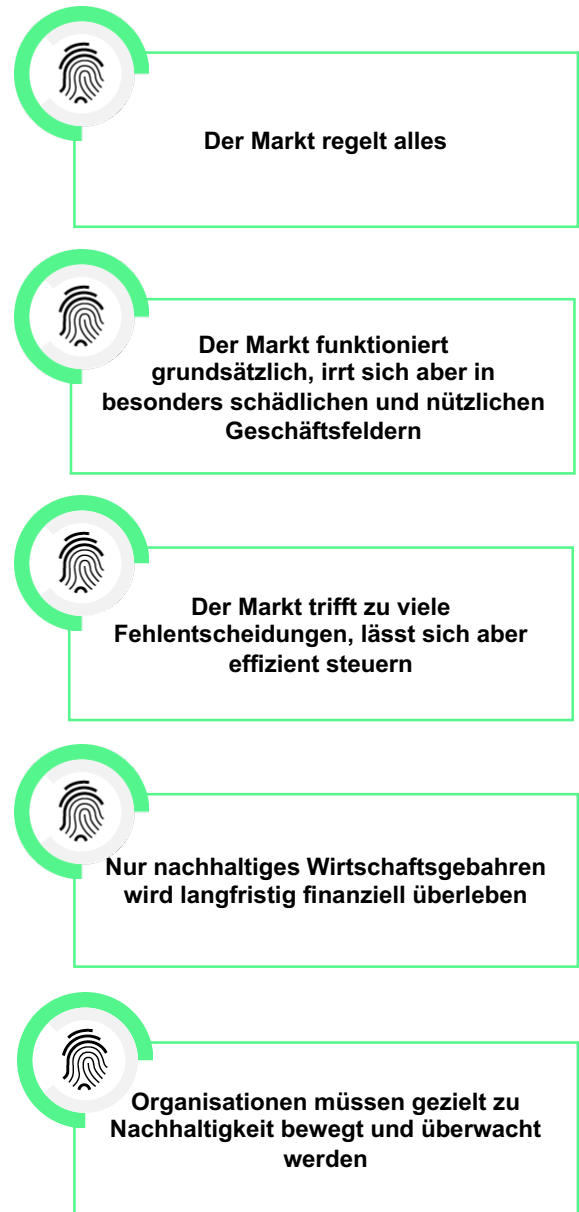 Der Markt regelt alles
Der Markt funktioniert
grundsätzlich, irrt sich aber in
besonders schädlichen und nützlichen
Geschäftsfeldern
Der Markt trifft zu viele
Fehlentscheidungen, lässt sich aber
effizient steuern
Nur nachhaltiges Wirtschaftsgebahren
wird langfristig finanziell überleben
Organisationen müssen gezielt zu
Nachhaltigkeit bewegt und überwacht
werden